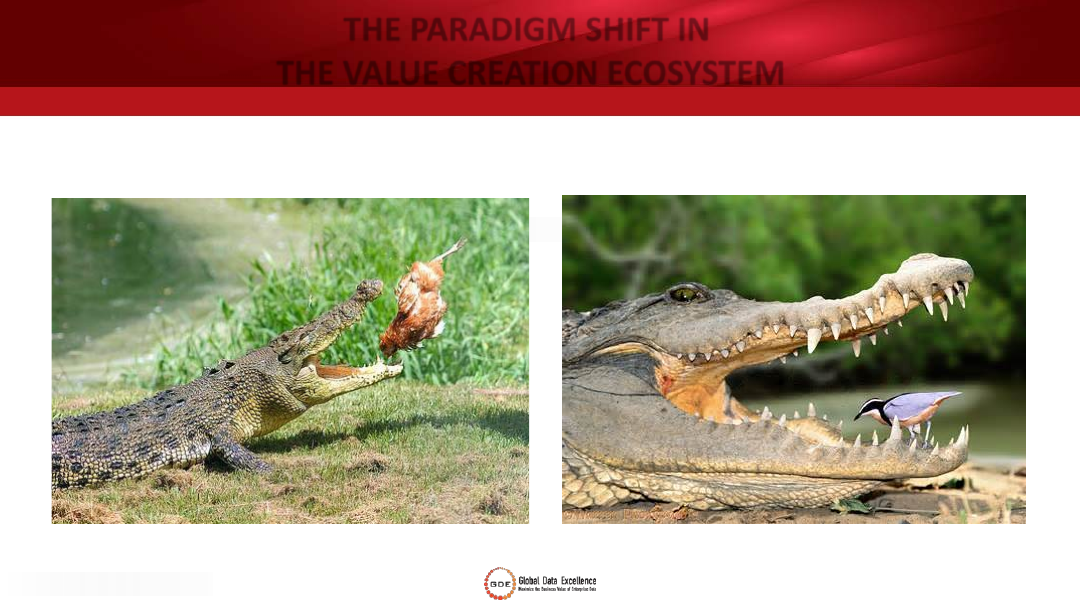 THE PARADIGM SHIFT IN
THE VALUE CREATION ECOSYSTEM
GDE
Global Data Excellence
Maximize the Business Value of Enterprise Data